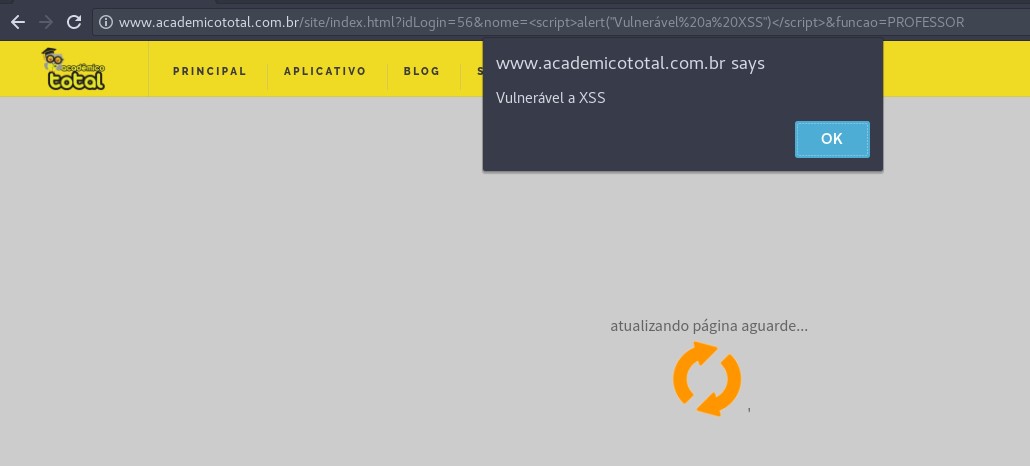 www.academicototal.com.br/site/index.html?idLogin=56&nome=<script>alert("Vulnerável%20a%20XSS")</script>&funcao=PROFESSOR
acadêmico
total
PRINCIPAL APLICATIVO BLOG S
www.academicototal.com.br says
Vulnerável a XSS
OK
atualizando página aguarde...
,